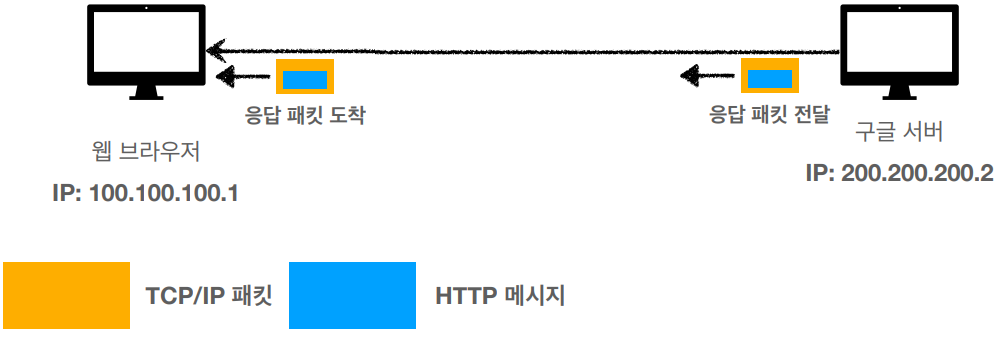 응답 패킷 도착
응답 패킷 전달
웹 브라우저
구글 서버
IP: 100.100.100.1
IP: 200.200.200.2
TCP/IP 패킷
HTTP 메시지